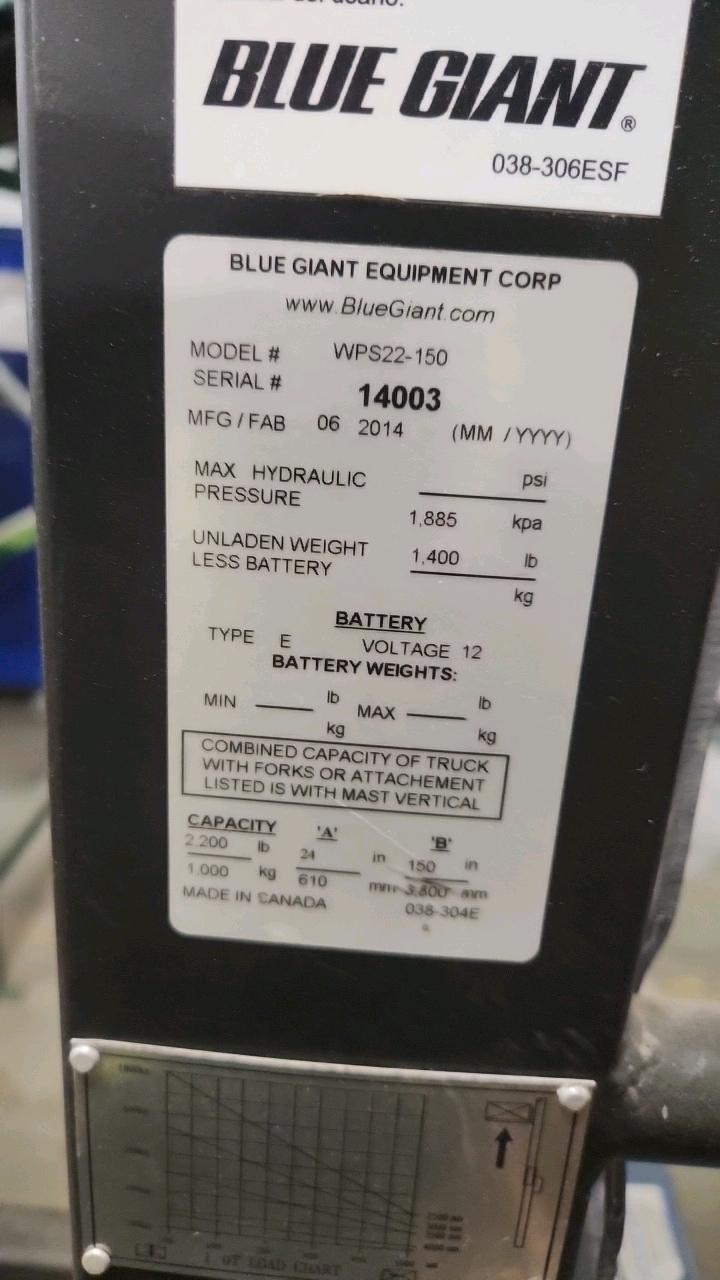 BLUE GIANT®
038-306ESF
BLUE GIANT EQUIPMENT CORP
www.BlueGiant.com
MODEL # WPS22-150
SERIAL # 14003
MFG / FAB 06 2014 (MM / YYYY)
MAX HYDRAULIC psi
PRESSURE
1,885 kpa
UNLADEN WEIGHT 1,400 lb
LESS BATTERY
kg
BATTERY
TYPE E VOLTAGE 12
BATTERY WEIGHTS:
MIN lb MAX lb
kg kg
COMBINED CAPACITY OF TRUCK
WITH FORKS OR ATTACHEMENT
LISTED IS WITH MAST VERTICAL
CAPACITY 'A' 'B'
2.200 lb 24 in 150 in
1.000 kg 610 mm 3.800 mm
MADE IN CANADA 038-304E
LOAD CHART